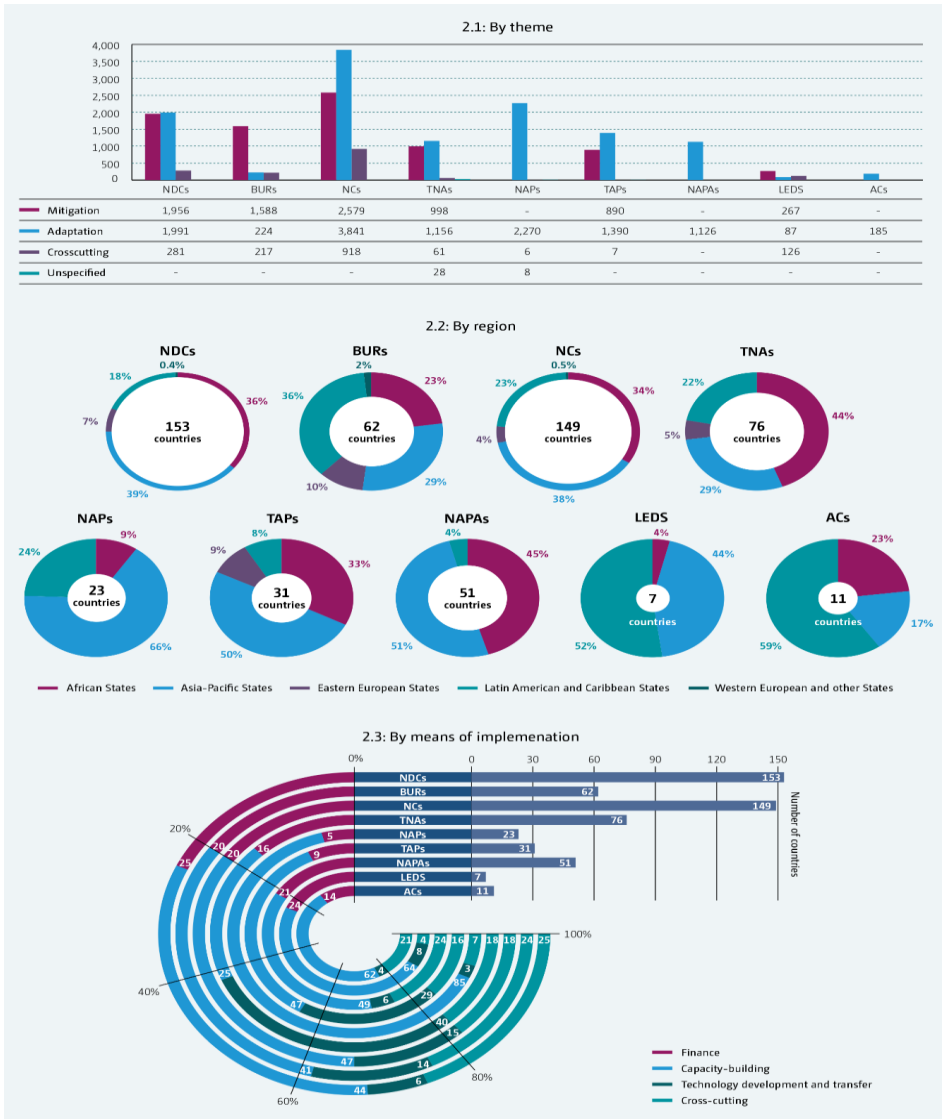 2.1: By theme
4,000
3,500
3,000
2,500
2,000
1,500
1,000
500
0
NDCs BURs NCs TNAs NAPs TAPs NAPAs LEDS ACs
Mitigation 1,956 1,588 2,579 998 - 890 - 267 -
Adaptation 1,991 224 3,841 1,156 2,270 1,390 1,126 87 185
Crosscutting 281 217 918 61 6 7 - 126 -
Unspecified - - - 28 8 - - - -
2.2: By region
NDCs BURs NCs TNAs
0.4% 2% 0.5%
18% 36% 7% 39%
153
countries
36% 23% 10% 29%
62
countries
23% 34% 4% 38%
149
countries
22% 44% 5% 29%
76
countries
NAPs TAPs NAPAs LEDS ACs
24% 9% 66%
23
countries
9% 8% 33% 50%
31
countries
4% 45% 51%
51
countries
4% 44% 52%
7
countries
23% 17% 59%
11
countries
African States Asia-Pacific States Eastern European States Latin American and Caribbean States Western European and other States
2.3: By means of implemenation
0% 0 30 60 90 120 150
NDCs 153
BURs 62
NCs 149
TNAs 76
NAPs 23
TAPs 31
NAPAs 51
LEDS 7
ACs 11
Number of countries
20%
25 20 20 16 5 9 21 24 14
21 4 24 16 7 18 18 24 25
100%
8
62 4 64 3
25 85
40%
47 49 6 29
40
15
47 14
41
44 6
80%
60%
Finance
Capacity-building
Technology development and transfer
Cross-cutting